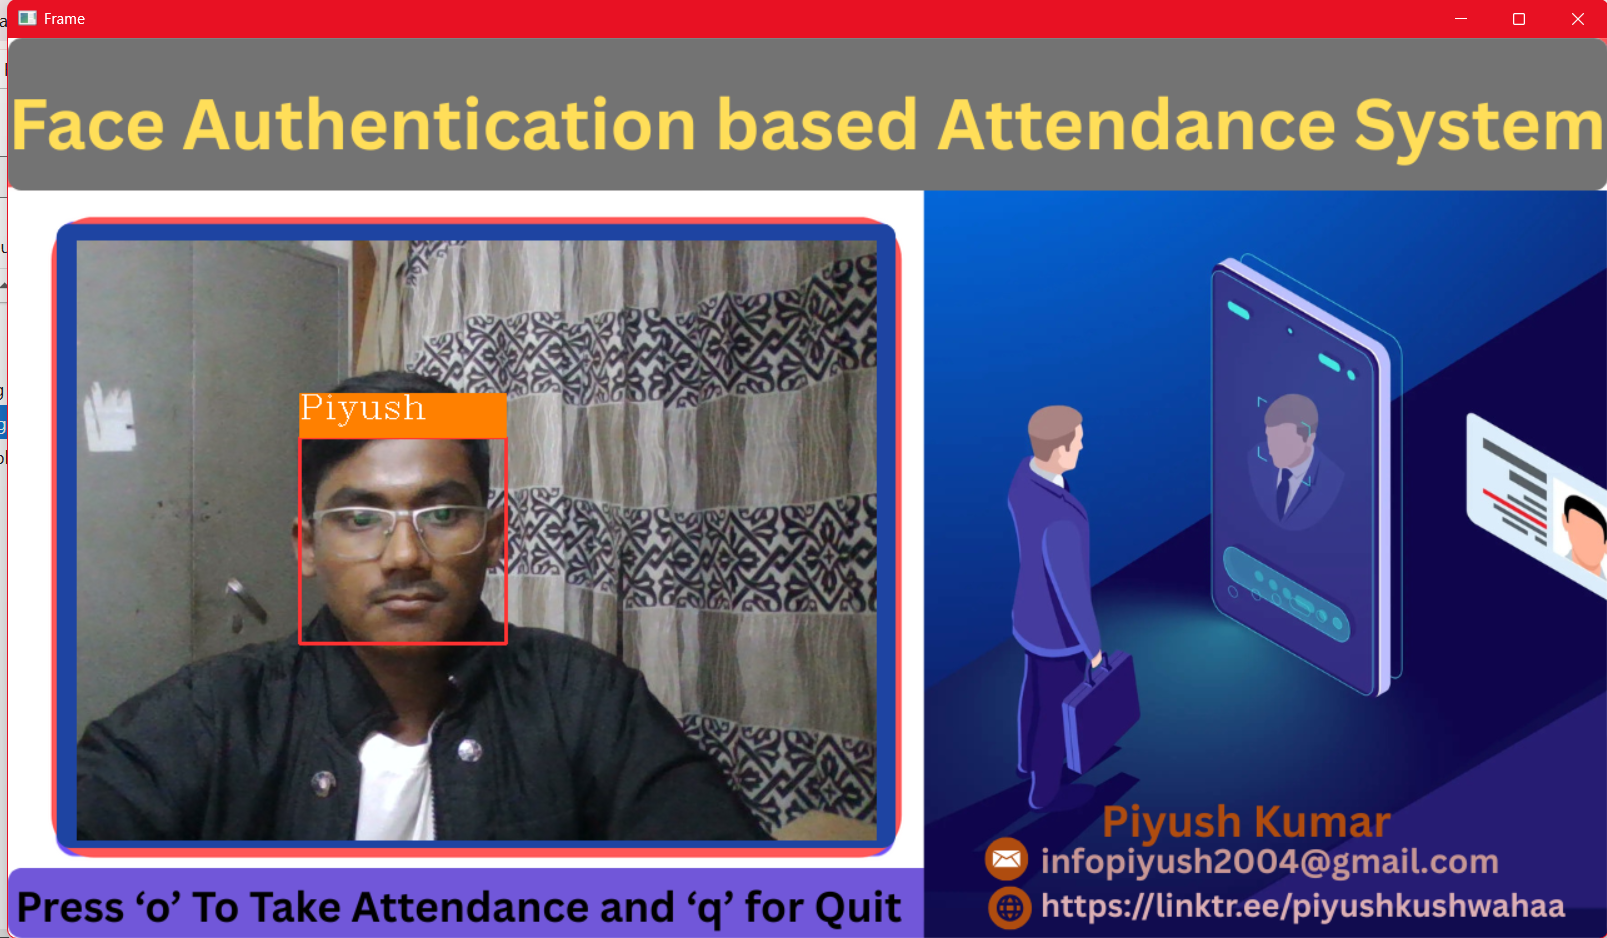 Frame
Face Authentication based Attendance System
Piyush
Piyush Kumar
infopiyush2004@gmail.com
https://linktr.ee/piyushkushwahaa
Press ‘o’ To Take Attendance and ‘q’ for Quit